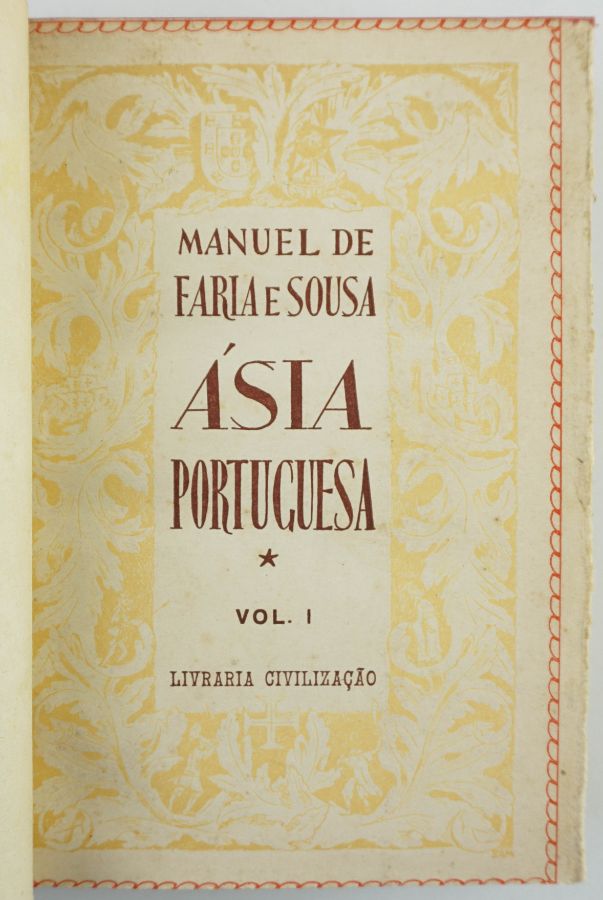 MANUEL DE
FARIA E SOUSA
ÁSIA
PORTUGUESA
*
VOL. I
LIVRARIA CIVILIZAÇÃO